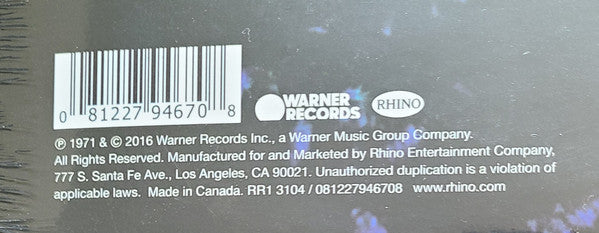 0 81227 94670 8
WARNER
RECORDS
RHINO
℗ 1971 & © 2016 Warner Records Inc., a Warner Music Group Company.
All Rights Reserved. Manufactured for and Marketed by Rhino Entertainment Company,
777 S. Santa Fe Ave., Los Angeles, CA 90021. Unauthorized duplication is a violation of
applicable laws. Made in Canada. RR1 3104 / 081227946708 www.rhino.com